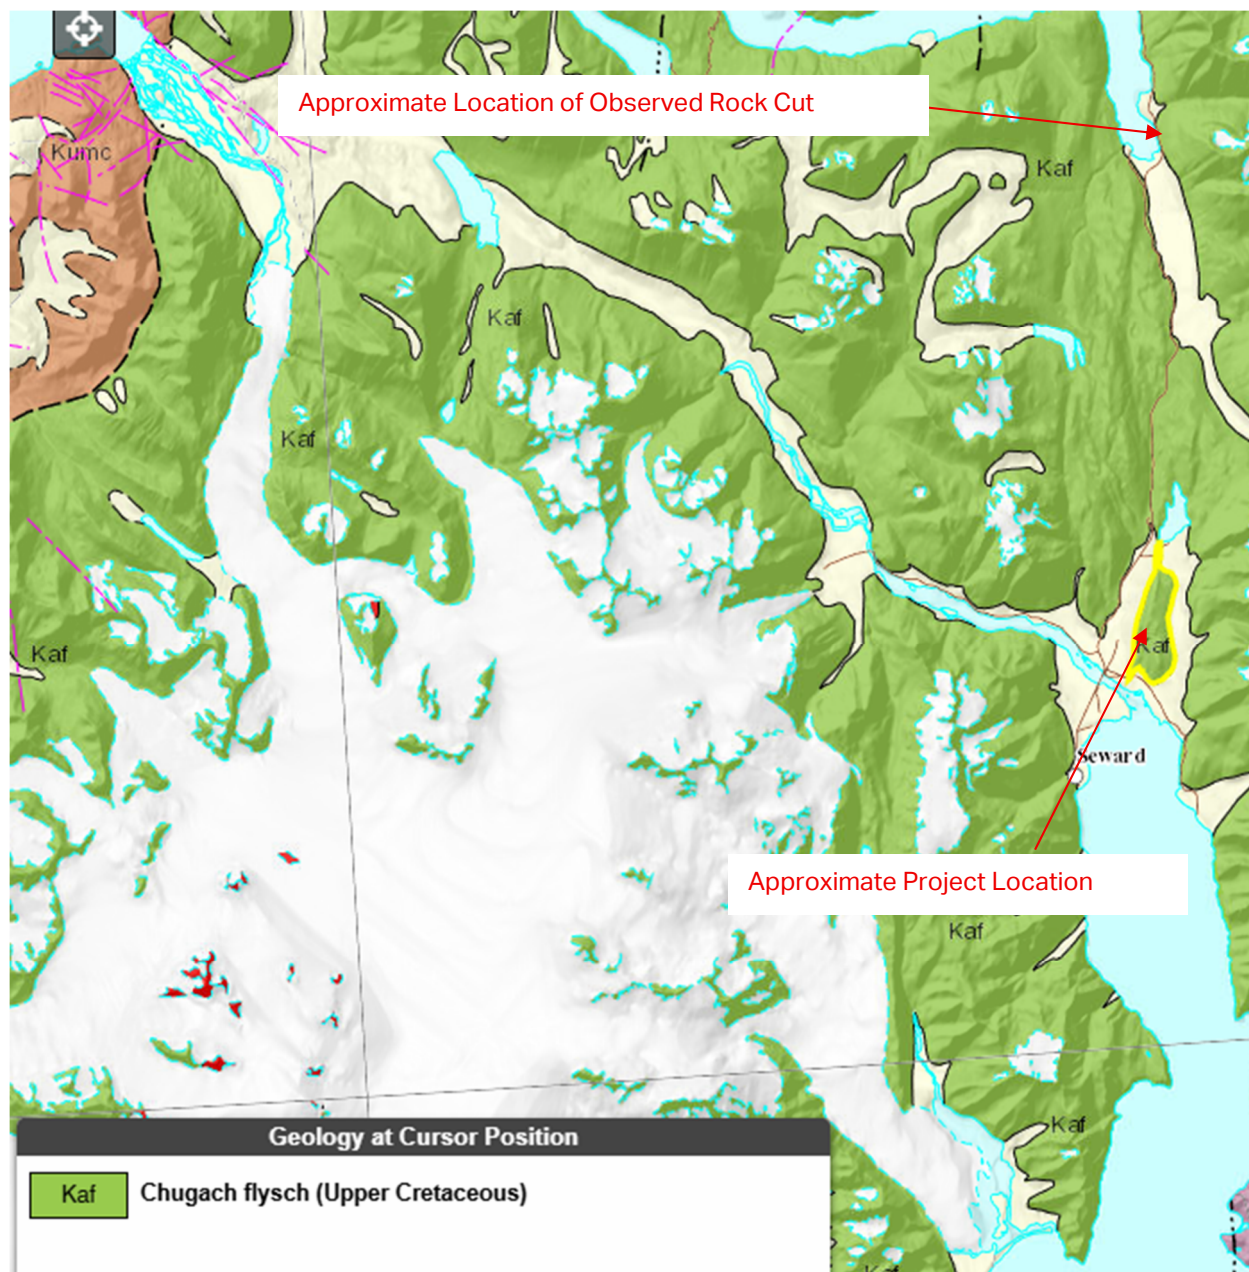 Approximate Location of Observed Rock Cut
Kumc
Kaf
Kaf
Kaf
Kaf
Kaf
Seward
Approximate Project Location
Kaf
Kaf
Geology at Cursor Position
Kaf
Chugach flysch (Upper Cretaceous)
Kaf